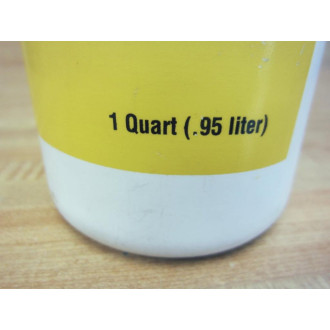 1 Quart (.95 liter)